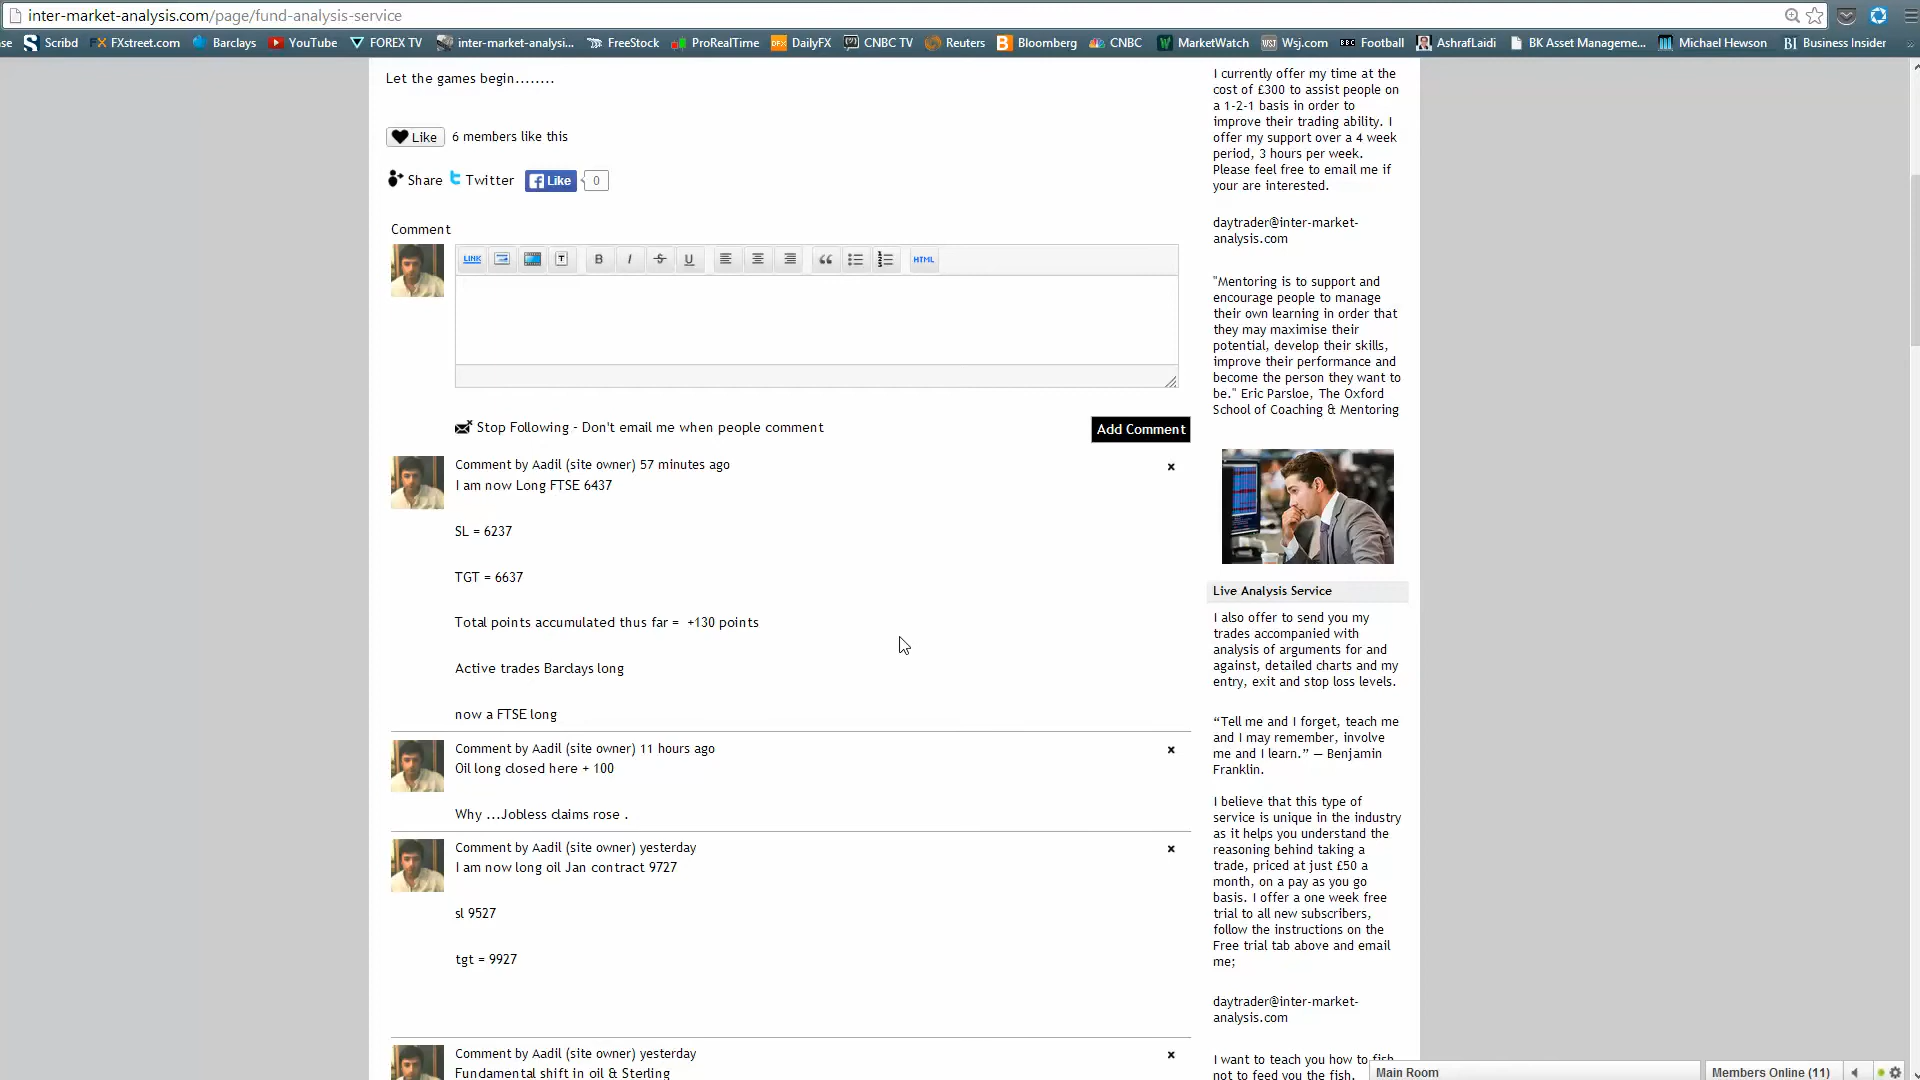 inter-market-analysis.com/page/fund-analysis-service
se Scribd FXstreet.com Barclays YouTube FOREX TV inter-market-analysi... FreeStock ProRealTime DailyFX CNBC TV Reuters Bloomberg CNBC MarketWatch Wsj.com Football AshrafLaidi BK Asset Manageme... Michael Hewson Business Insider
Let the games begin........
Like 6 members like this
Share Twitter Like 0
Comment
LINK T B I S U HTML
Stop Following – Don't email me when people comment
Add Comment
Comment by Aadil (site owner) 57 minutes ago
I am now Long FTSE 6437
SL = 6237
TGT = 6637
Total points accumulated thus far = +130 points
Active trades Barclays long
now a FTSE long
Comment by Aadil (site owner) 11 hours ago
Oil long closed here + 100
Why ...Jobless claims rose .
Comment by Aadil (site owner) yesterday
I am now long oil Jan contract 9727
sl 9527
tgt = 9927
Comment by Aadil (site owner) yesterday
Fundamental shift in oil & Sterling
I currently offer my time at the
cost of £300 to assist people on
a 1-2-1 basis in order to
improve their trading ability. I
offer my support over a 4 week
period, 3 hours per week.
Please feel free to email me if
your are interested.
daytrader@inter-market-
analysis.com
"Mentoring is to support and
encourage people to manage
their own learning in order that
they may maximise their
potential, develop their skills,
improve their performance and
become the person they want to
be." Eric Parsloe, The Oxford
School of Coaching & Mentoring
Live Analysis Service
I also offer to send you my
trades accompanied with
analysis of arguments for and
against, detailed charts and my
entry, exit and stop loss levels.
“Tell me and I forget, teach me
and I may remember, involve
me and I learn.” — Benjamin
Franklin.
I believe that this type of
service is unique in the industry
as it helps you understand the
reasoning behind taking a
trade, priced at just £50 a
month, on a pay as you go
basis. I offer a one week free
trial to all new subscribers,
follow the instructions on the
Free trial tab above and email
me;
daytrader@inter-market-
analysis.com
I want to teach you how to fish
not to feed you the fish.
Main Room
Members Online (11)